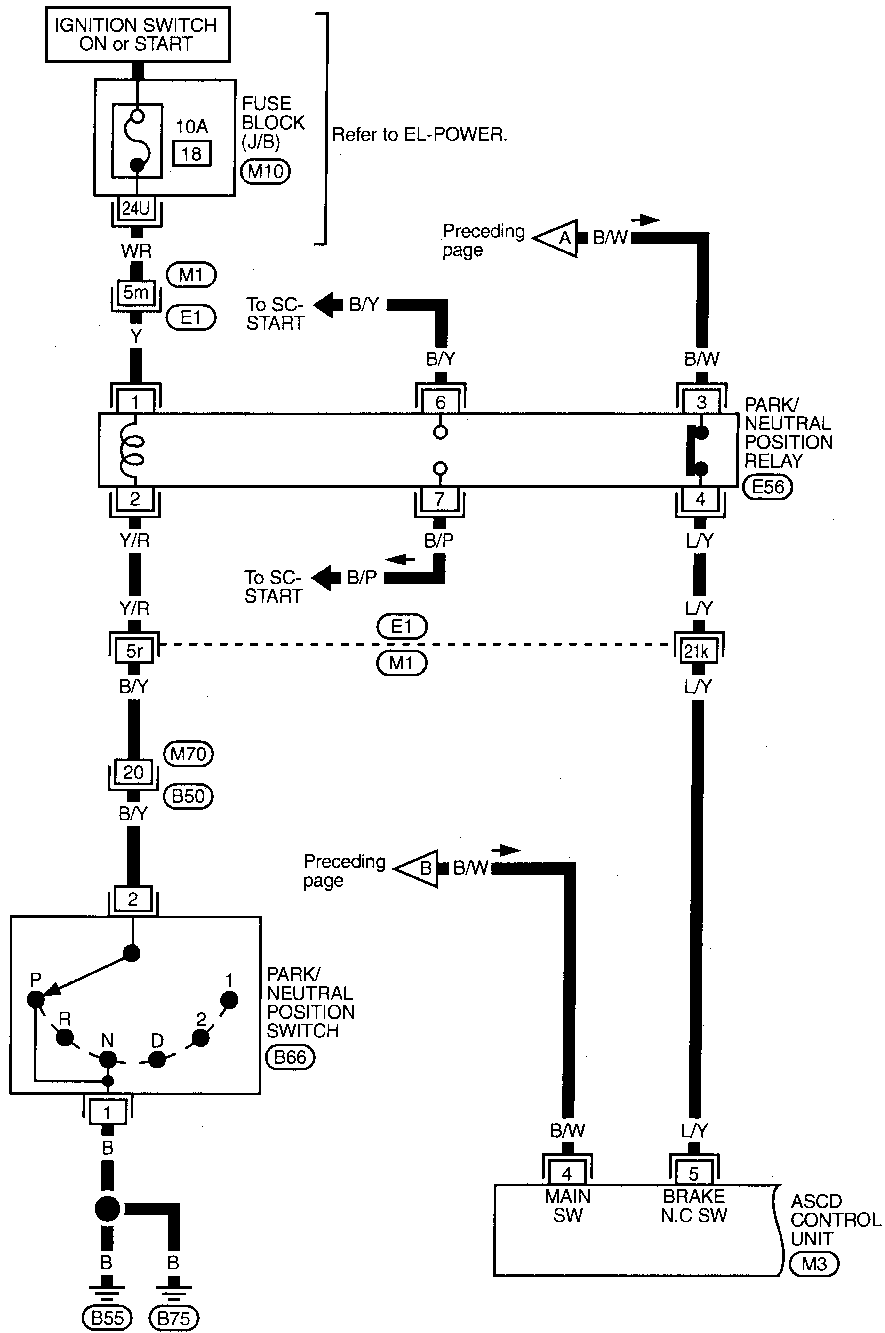 IGNITION SWITCH
ON or START
FUSE
BLOCK
(J/B)
M10
10A
18
Refer to EL-POWER.
24U
WR
M1
5m
E1
Y
Preceding
page
A
B/W
To SC-
START
B/Y
B/Y
B/W
1
6
3
PARK/
NEUTRAL
POSITION
RELAY
E56
2
7
4
Y/R
B/P
L/Y
To SC-
START
B/P
Y/R
L/Y
E1
5r
21k
M1
B/Y
L/Y
M70
20
B50
B/Y
Preceding
page
B
B/W
2
P
R
N
D
2
1
PARK/
NEUTRAL
POSITION
SWITCH
B66
1
B
B/W
L/Y
4
5
MAIN
SW
BRAKE
N.C SW
ASCD
CONTROL
UNIT
M3
B
B
B55
B75